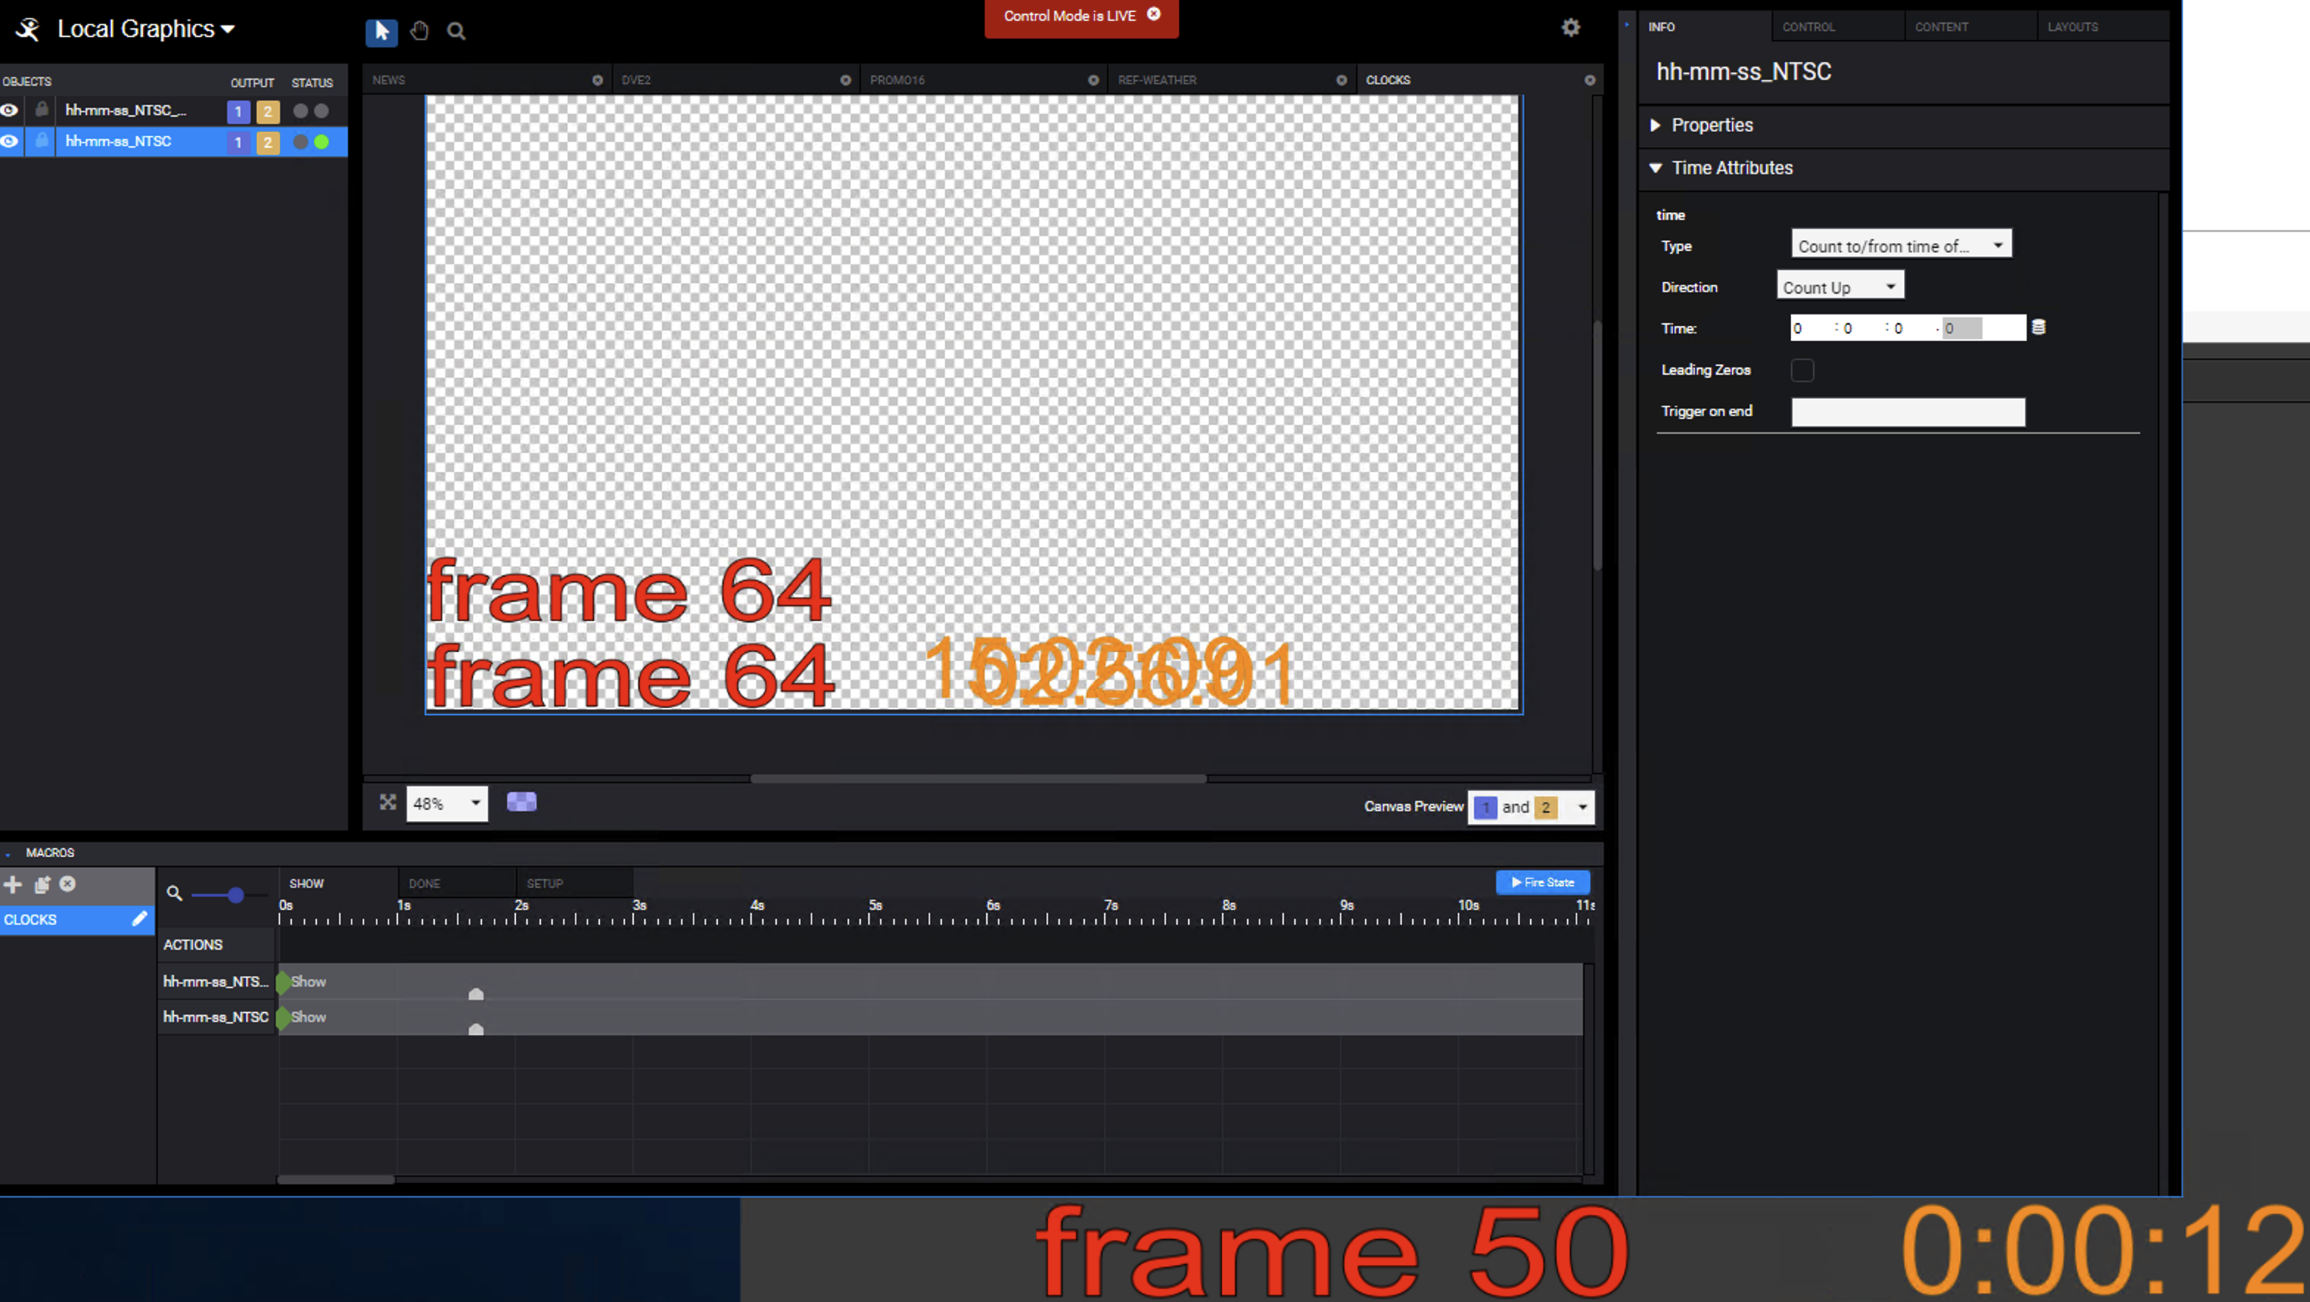 Local Graphics
Control Mode is LIVE
INFO
CONTROL
CONTENT
LAYOUTS
OBJECTS
OUTPUT
STATUS
NEWS
DVE2
PROMO16
REF-WEATHER
CLOCKS
hh-mm-ss_NTSC
hh-mm-ss_NTSC_...
1 2
hh-mm-ss_NTSC
1 2
Properties
Time Attributes
time
Type
Count to/from time of...
Direction
Count Up
Time:
0 : 0 : 0 . 0
Leading Zeros
Trigger on end
frame 64
frame 64
48%
Canvas Preview
1 and 2
MACROS
SHOW
DONE
SETUP
Fire State
0s 1s 2s 3s 4s 5s 6s 7s 8s 9s 10s 11s
CLOCKS
ACTIONS
hh-mm-ss_NTS...
Show
hh-mm-ss_NTSC
Show
frame 50
0:00:12